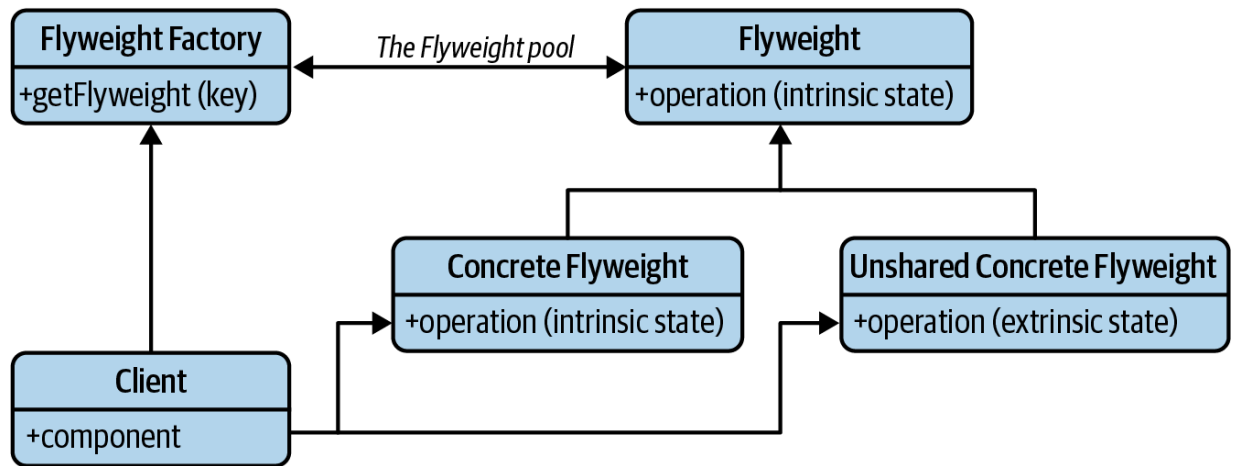 Flyweight Factory
+getFlyweight (key)
The Flyweight pool
Flyweight
+operation (intrinsic state)
Concrete Flyweight
+operation (intrinsic state)
Unshared Concrete Flyweight
+operation (extrinsic state)
Client
+component